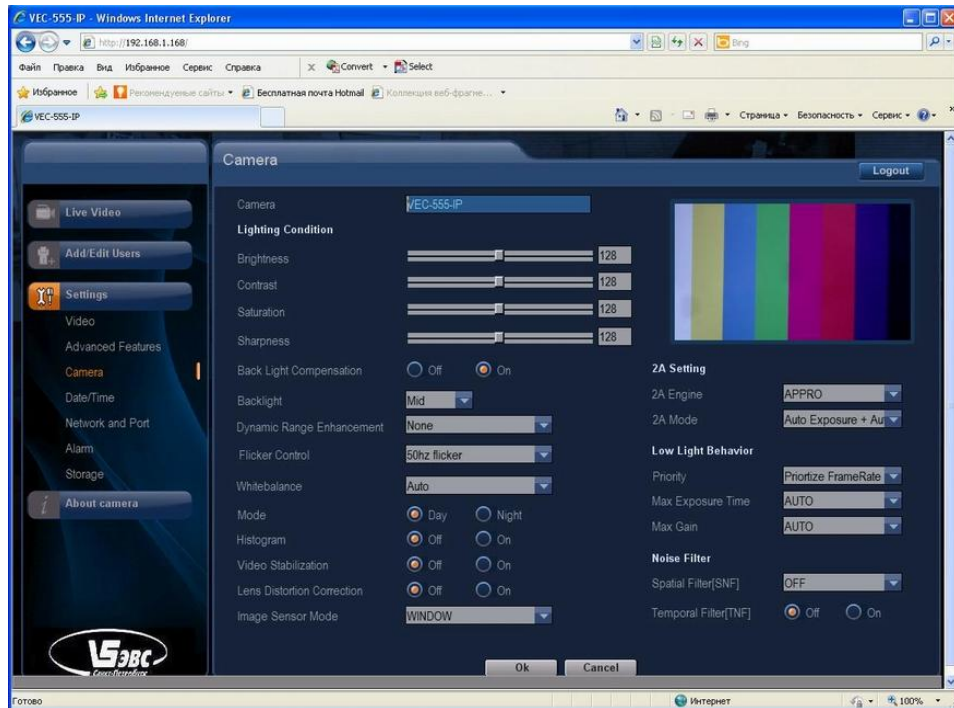 VEC-555-IP - Windows Internet Explorer
http://192.168.1.168/
Bing
Файл Правка Вид Избранное Сервис Справка
x Convert Select
Избранное Рекомендуемые сайты Бесплатная почта Hotmail Коллекция веб-фрагме...
VEC-555-IP
Страница Безопасность Сервис
Camera
Logout
Live Video
Add/Edit Users
Settings
Video
Advanced Features
Camera
Date/Time
Network and Port
Alarm
Storage
About camera
Camera VEC-555-IP
Lighting Condition
Brightness 128
Contrast 128
Saturation 128
Sharpness 128
Back Light Compensation Off On
Backlight Mid
Dynamic Range Enhancement None
Flicker Control 50hz flicker
Whitebalance Auto
Mode Day Night
Histogram Off On
Video Stabilization Off On
Lens Distortion Correction Off On
Image Sensor Mode WINDOW
2A Setting
2A Engine APPRO
2A Mode Auto Exposure + Au
Low Light Behavior
Priority Priortize FrameRate
Max Exposure Time AUTO
Max Gain AUTO
Noise Filter
Spatial Filter[SNF] OFF
Temporal Filter[TNF] Off On
Ok Cancel
ЭВС
Санкт-Петербург
Готово
Интернет
100%